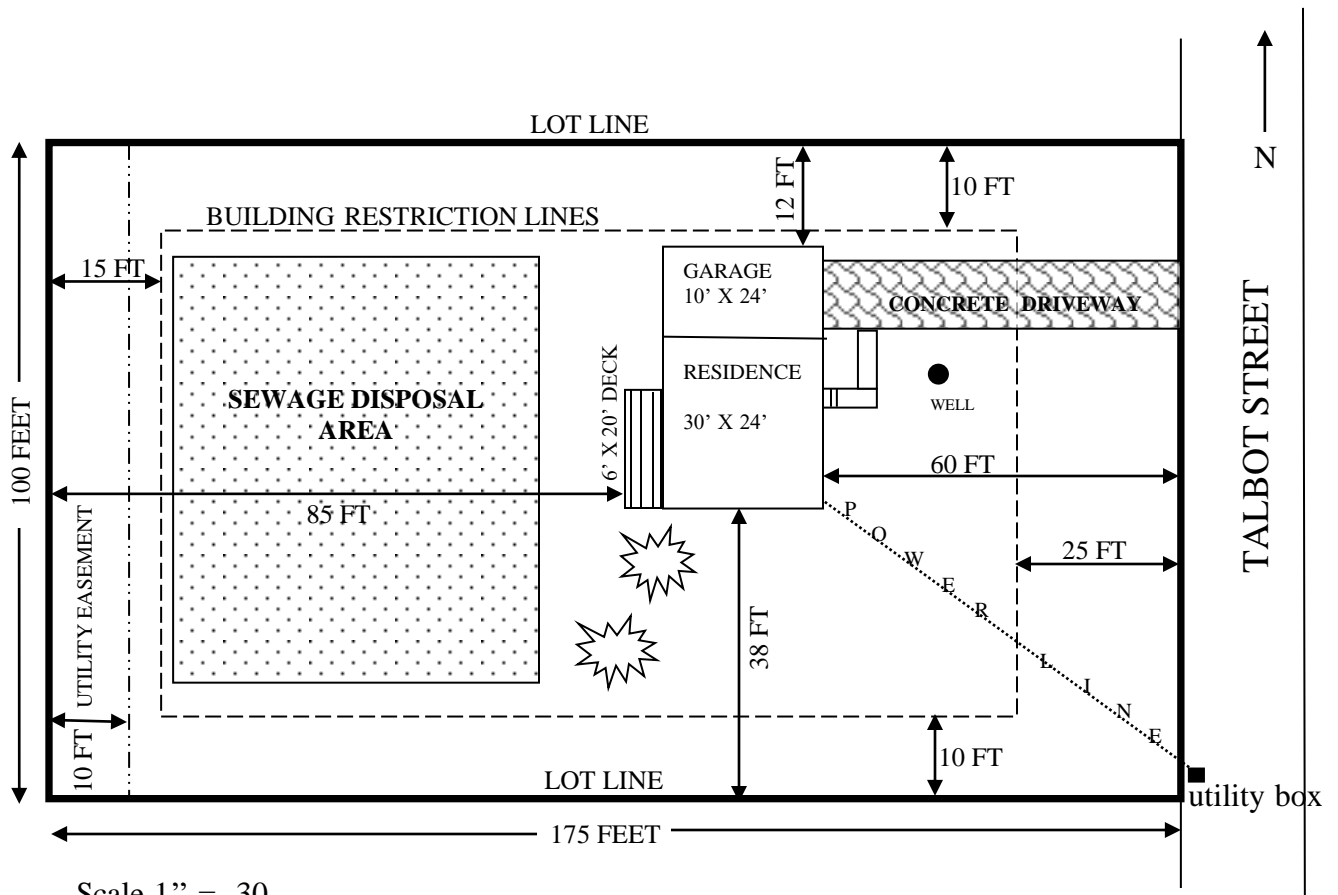 LOT LINE
N
12 FT
10 FT
BUILDING RESTRICTION LINES
15 FT
GARAGE
10’ X 24’
CONCRETE DRIVEWAY
TALBOT STREET
SEWAGE DISPOSAL
AREA
6’ X 20’ DECK
RESIDENCE
30’ X 24’
WELL
100 FEET
60 FT
85 FT
UTILITY EASEMENT
POWER LINE
25 FT
38 FT
10 FT
10 FT
LOT LINE
utility box
175 FEET
Scale 1” = 30